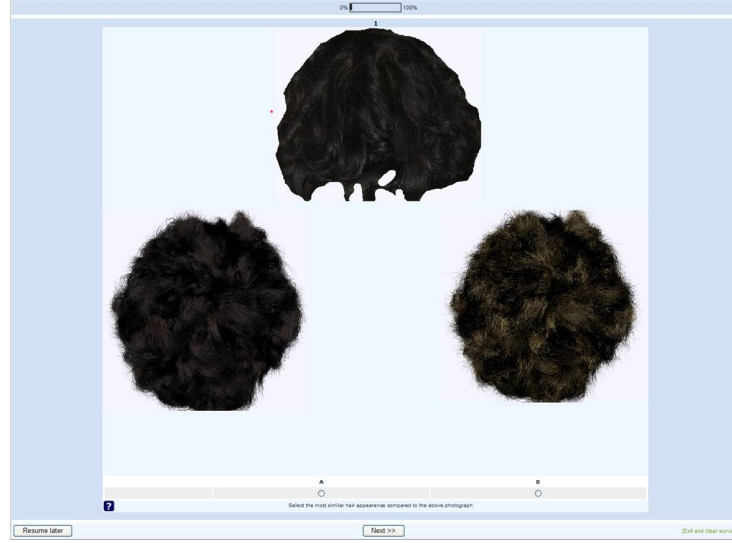 0% 100%
1
*
A B
? Select the most similar hair appearance compared to the above photograph
Resume later Next >> [Exit and clear surve